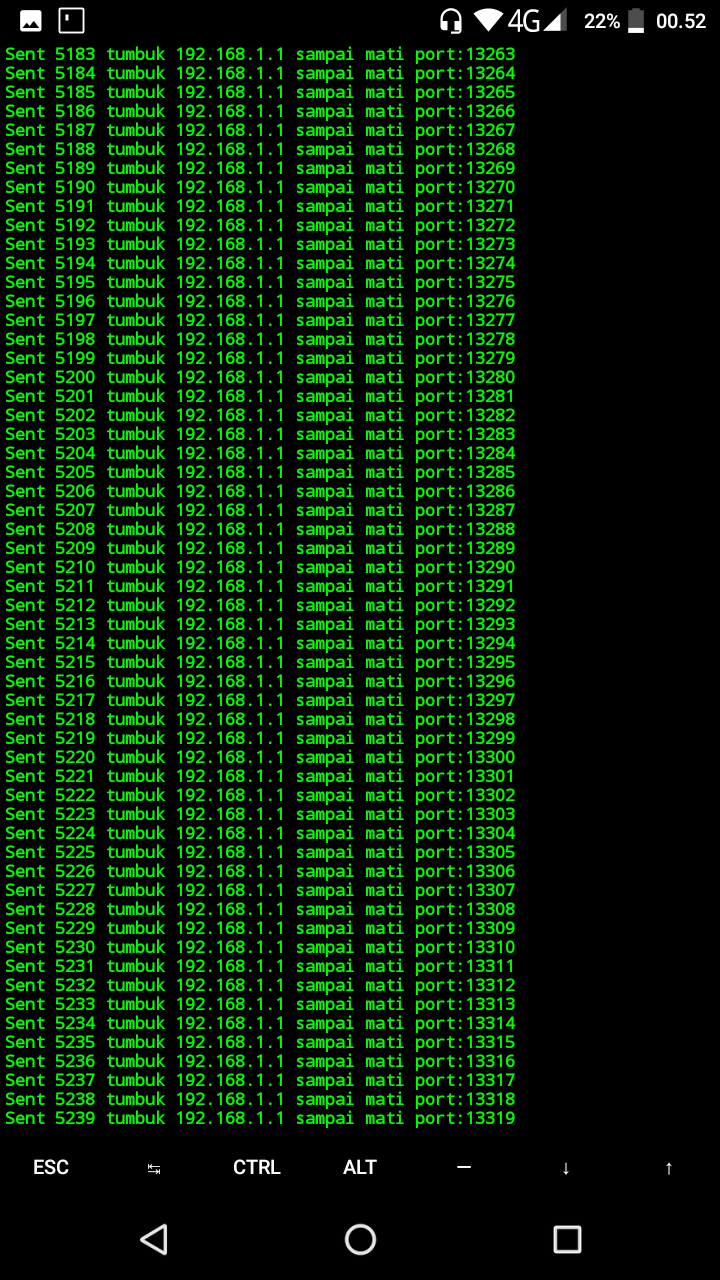 4G 22% 00.52
Sent 5183 tumbuk 192.168.1.1 sampai mati port:13263
Sent 5184 tumbuk 192.168.1.1 sampai mati port:13264
Sent 5185 tumbuk 192.168.1.1 sampai mati port:13265
Sent 5186 tumbuk 192.168.1.1 sampai mati port:13266
Sent 5187 tumbuk 192.168.1.1 sampai mati port:13267
Sent 5188 tumbuk 192.168.1.1 sampai mati port:13268
Sent 5189 tumbuk 192.168.1.1 sampai mati port:13269
Sent 5190 tumbuk 192.168.1.1 sampai mati port:13270
Sent 5191 tumbuk 192.168.1.1 sampai mati port:13271
Sent 5192 tumbuk 192.168.1.1 sampai mati port:13272
Sent 5193 tumbuk 192.168.1.1 sampai mati port:13273
Sent 5194 tumbuk 192.168.1.1 sampai mati port:13274
Sent 5195 tumbuk 192.168.1.1 sampai mati port:13275
Sent 5196 tumbuk 192.168.1.1 sampai mati port:13276
Sent 5197 tumbuk 192.168.1.1 sampai mati port:13277
Sent 5198 tumbuk 192.168.1.1 sampai mati port:13278
Sent 5199 tumbuk 192.168.1.1 sampai mati port:13279
Sent 5200 tumbuk 192.168.1.1 sampai mati port:13280
Sent 5201 tumbuk 192.168.1.1 sampai mati port:13281
Sent 5202 tumbuk 192.168.1.1 sampai mati port:13282
Sent 5203 tumbuk 192.168.1.1 sampai mati port:13283
Sent 5204 tumbuk 192.168.1.1 sampai mati port:13284
Sent 5205 tumbuk 192.168.1.1 sampai mati port:13285
Sent 5206 tumbuk 192.168.1.1 sampai mati port:13286
Sent 5207 tumbuk 192.168.1.1 sampai mati port:13287
Sent 5208 tumbuk 192.168.1.1 sampai mati port:13288
Sent 5209 tumbuk 192.168.1.1 sampai mati port:13289
Sent 5210 tumbuk 192.168.1.1 sampai mati port:13290
Sent 5211 tumbuk 192.168.1.1 sampai mati port:13291
Sent 5212 tumbuk 192.168.1.1 sampai mati port:13292
Sent 5213 tumbuk 192.168.1.1 sampai mati port:13293
Sent 5214 tumbuk 192.168.1.1 sampai mati port:13294
Sent 5215 tumbuk 192.168.1.1 sampai mati port:13295
Sent 5216 tumbuk 192.168.1.1 sampai mati port:13296
Sent 5217 tumbuk 192.168.1.1 sampai mati port:13297
Sent 5218 tumbuk 192.168.1.1 sampai mati port:13298
Sent 5219 tumbuk 192.168.1.1 sampai mati port:13299
Sent 5220 tumbuk 192.168.1.1 sampai mati port:13300
Sent 5221 tumbuk 192.168.1.1 sampai mati port:13301
Sent 5222 tumbuk 192.168.1.1 sampai mati port:13302
Sent 5223 tumbuk 192.168.1.1 sampai mati port:13303
Sent 5224 tumbuk 192.168.1.1 sampai mati port:13304
Sent 5225 tumbuk 192.168.1.1 sampai mati port:13305
Sent 5226 tumbuk 192.168.1.1 sampai mati port:13306
Sent 5227 tumbuk 192.168.1.1 sampai mati port:13307
Sent 5228 tumbuk 192.168.1.1 sampai mati port:13308
Sent 5229 tumbuk 192.168.1.1 sampai mati port:13309
Sent 5230 tumbuk 192.168.1.1 sampai mati port:13310
Sent 5231 tumbuk 192.168.1.1 sampai mati port:13311
Sent 5232 tumbuk 192.168.1.1 sampai mati port:13312
Sent 5233 tumbuk 192.168.1.1 sampai mati port:13313
Sent 5234 tumbuk 192.168.1.1 sampai mati port:13314
Sent 5235 tumbuk 192.168.1.1 sampai mati port:13315
Sent 5236 tumbuk 192.168.1.1 sampai mati port:13316
Sent 5237 tumbuk 192.168.1.1 sampai mati port:13317
Sent 5238 tumbuk 192.168.1.1 sampai mati port:13318
Sent 5239 tumbuk 192.168.1.1 sampai mati port:13319
ESC ↹ CTRL ALT — ↓ ↑